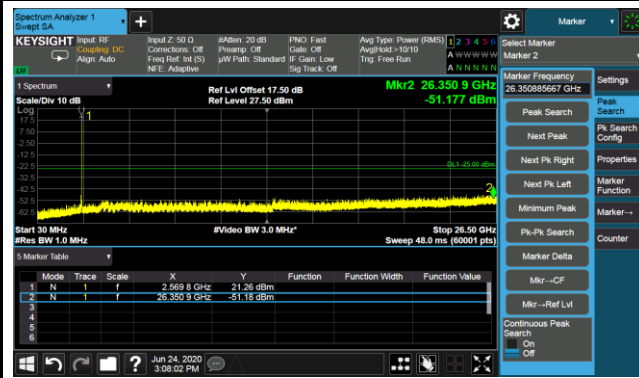 Spectrum Analyzer 1
Swept SA
+
Marker
KEYSIGHT
Input: RF
Coupling: DC
Align: Auto
Input Z: 50 Ω
Corrections: Off
Freq Ref: Int (S)
NFE: Adaptive
#Atten: 20 dB
Preamp: Off
µW Path: Standard
PNO: Fast
Gate: Off
IF Gain: Low
Sig Track: Off
Avg Type: Power (RMS)
Avg|Hold:>10/10
Trig: Free Run
1 2 3 4 5 6
A W W W W W
A N N N N N
LXI
Select Marker
Marker 2
1 Spectrum
Scale/Div 10 dB
Ref Lvl Offset 17.50 dB
Ref Level 27.50 dBm
Mkr2 26.350 9 GHz
-51.177 dBm
Log
17.5
7.50
-2.50
-12.5
-22.5
-32.5
-42.5
-52.5
-62.5
1
DL1 -25.00 dBm
2
Start 30 MHz
#Res BW 1.0 MHz
#Video BW 3.0 MHz*
Stop 26.50 GHz
Sweep 48.0 ms (60001 pts)
5 Marker Table
Mode Trace Scale X Y Function Function Width Function Value
1 N 1 f 2.569 8 GHz 21.26 dBm
2 N 1 f 26.350 9 GHz -51.18 dBm
3
4
5
6
Marker Frequency
26.350885667 GHz
Peak Search
Next Peak
Next Pk Right
Next Pk Left
Minimum Peak
Pk-Pk Search
Marker Delta
Mkr→CF
Mkr→Ref Lvl
Continuous Peak
Search
On
Off
Settings
Peak
Search
Pk Search
Config
Properties
Marker
Function
Marker→
Counter
?
Jun 24, 2020
3:08:02 PM